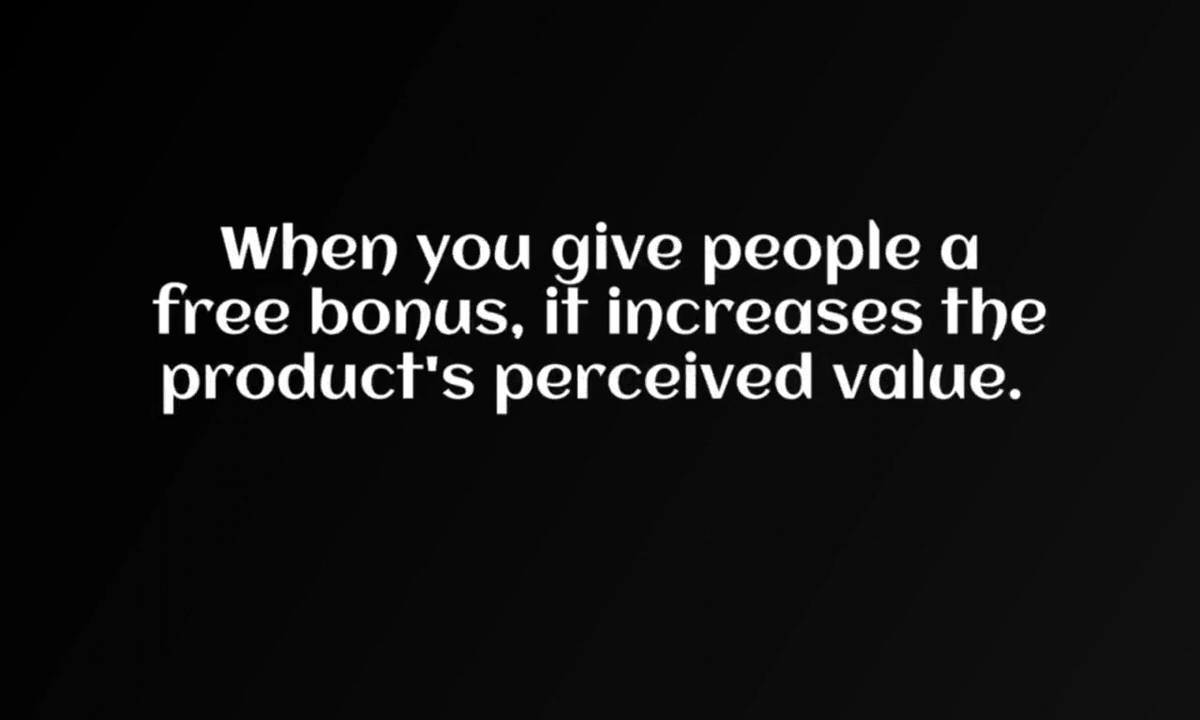 When you give people a
free bonus, it increases the
product's perceived value.